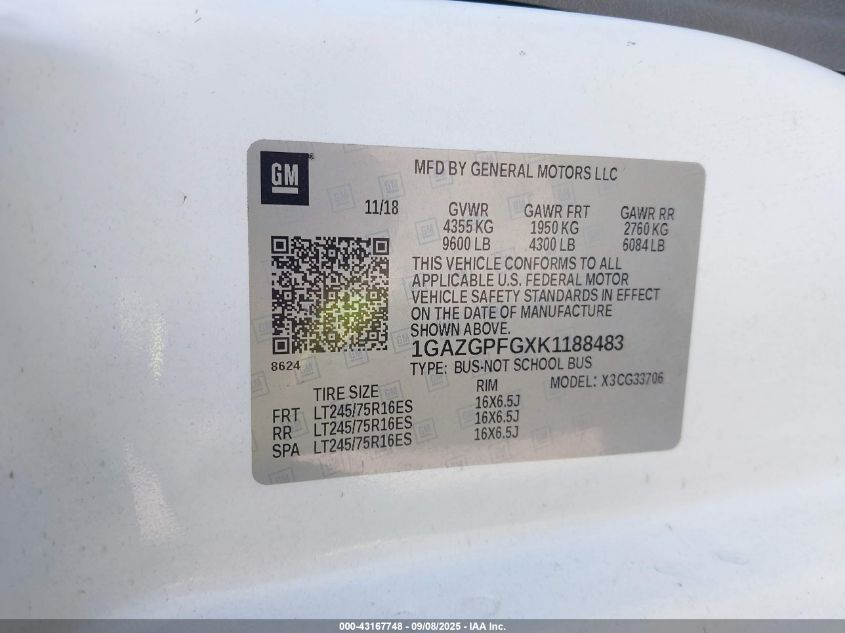 GM
MFD BY GENERAL MOTORS LLC
11/18
GVWR GAWR FRT GAWR RR
4355 KG 1950 KG 2760 KG
9600 LB 4300 LB 6084 LB
THIS VEHICLE CONFORMS TO ALL
APPLICABLE U.S. FEDERAL MOTOR
VEHICLE SAFETY STANDARDS IN EFFECT
ON THE DATE OF MANUFACTURE
SHOWN ABOVE.
1GAZGPFGXK1188483
8624
TYPE: BUS-NOT SCHOOL BUS
MODEL: X3CG33706
TIRE SIZE RIM
FRT LT245/75R16ES 16X6.5J
RR LT245/75R16ES 16X6.5J
SPA LT245/75R16ES 16X6.5J
000-43167748 - 09/08/2025 - IAA Inc.